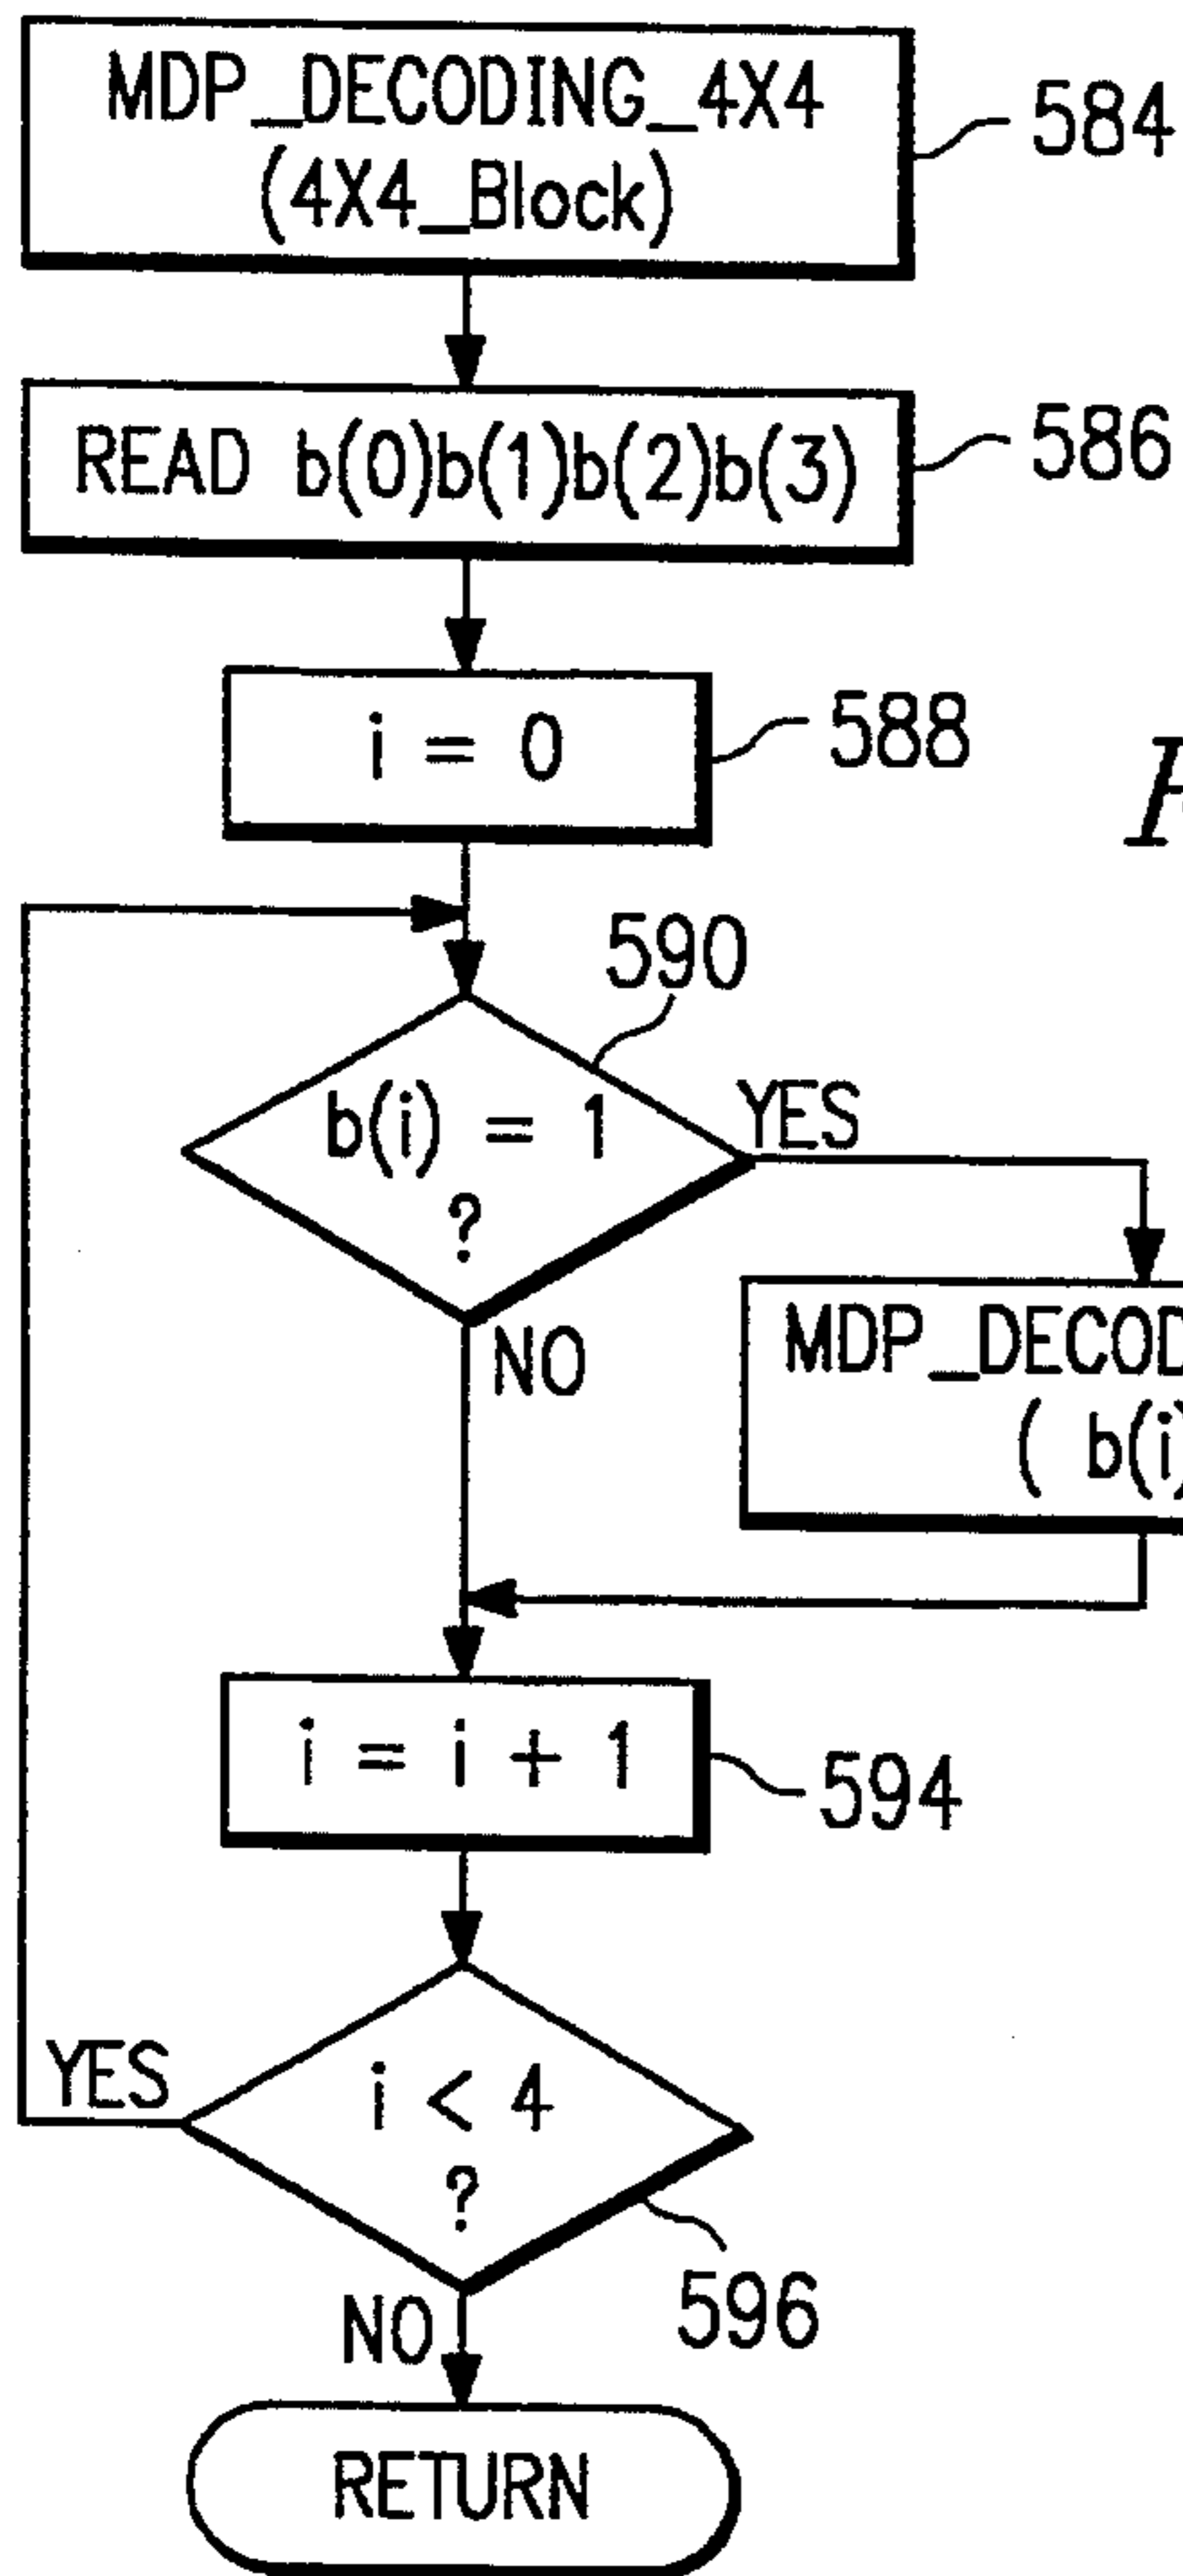 MDP_DECODING_4X4
(4X4_Block)
584
READ b(0)b(1)b(2)b(3)
586
i = 0
588
590
b(i) = 1
?
YES
NO
MDP_DECOD
( b(i)
i = i + 1
594
i < 4
?
YES
596
NO
RETURN